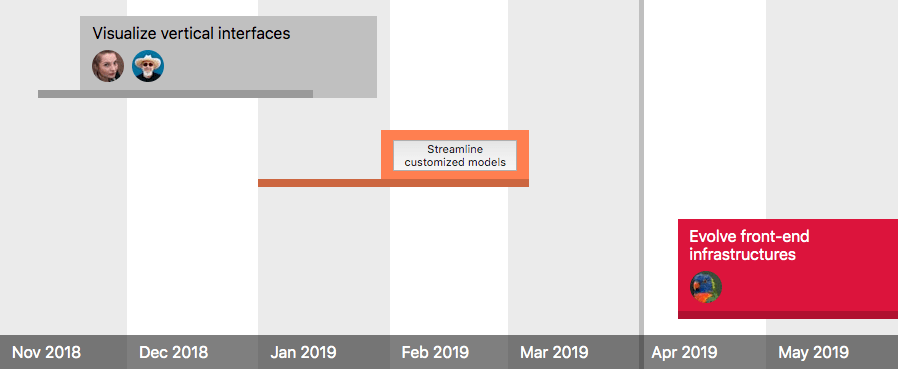 Visualize vertical interfaces
Streamline
customized models
Evolve front-end
infrastructures
Nov 2018
Dec 2018
Jan 2019
Feb 2019
Mar 2019
Apr 2019
May 2019